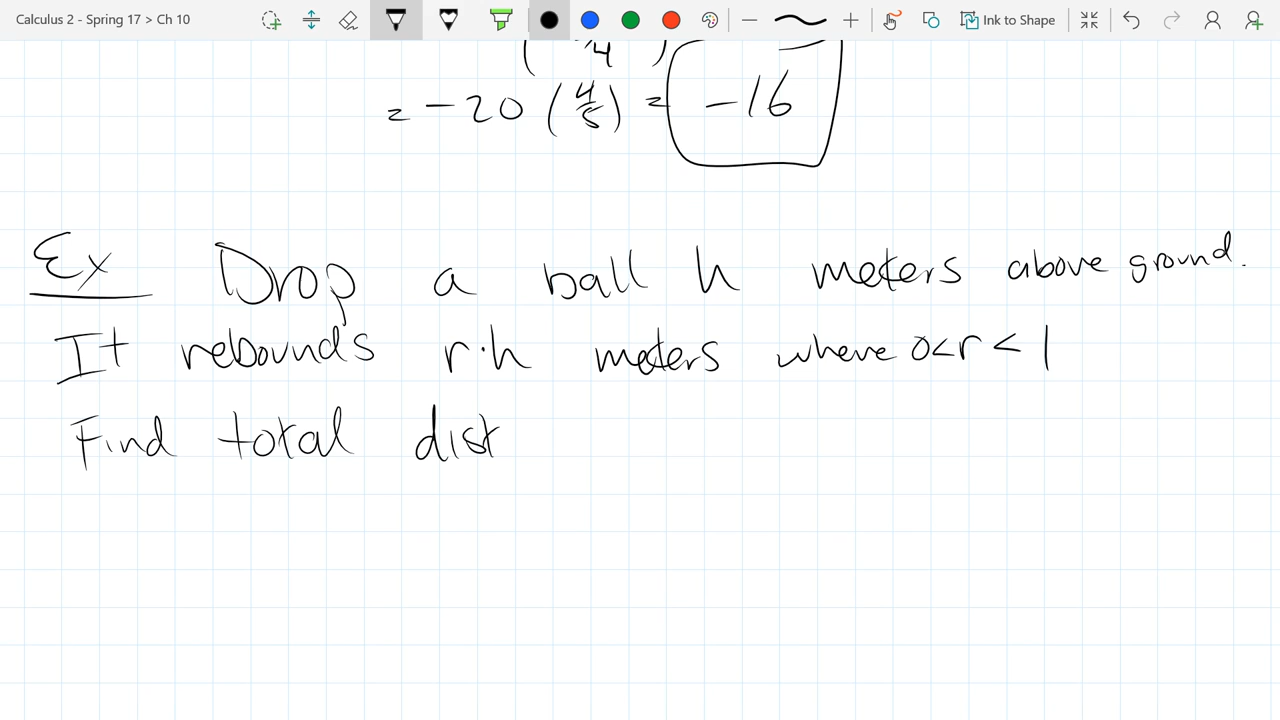 Calculus 2 - Spring 17 > Ch 10
Ink to Shape
= -20 (4/5) = -16
Ex Drop a ball h meters above ground.
It rebounds r·h meters where 0<r<1
Find total dist